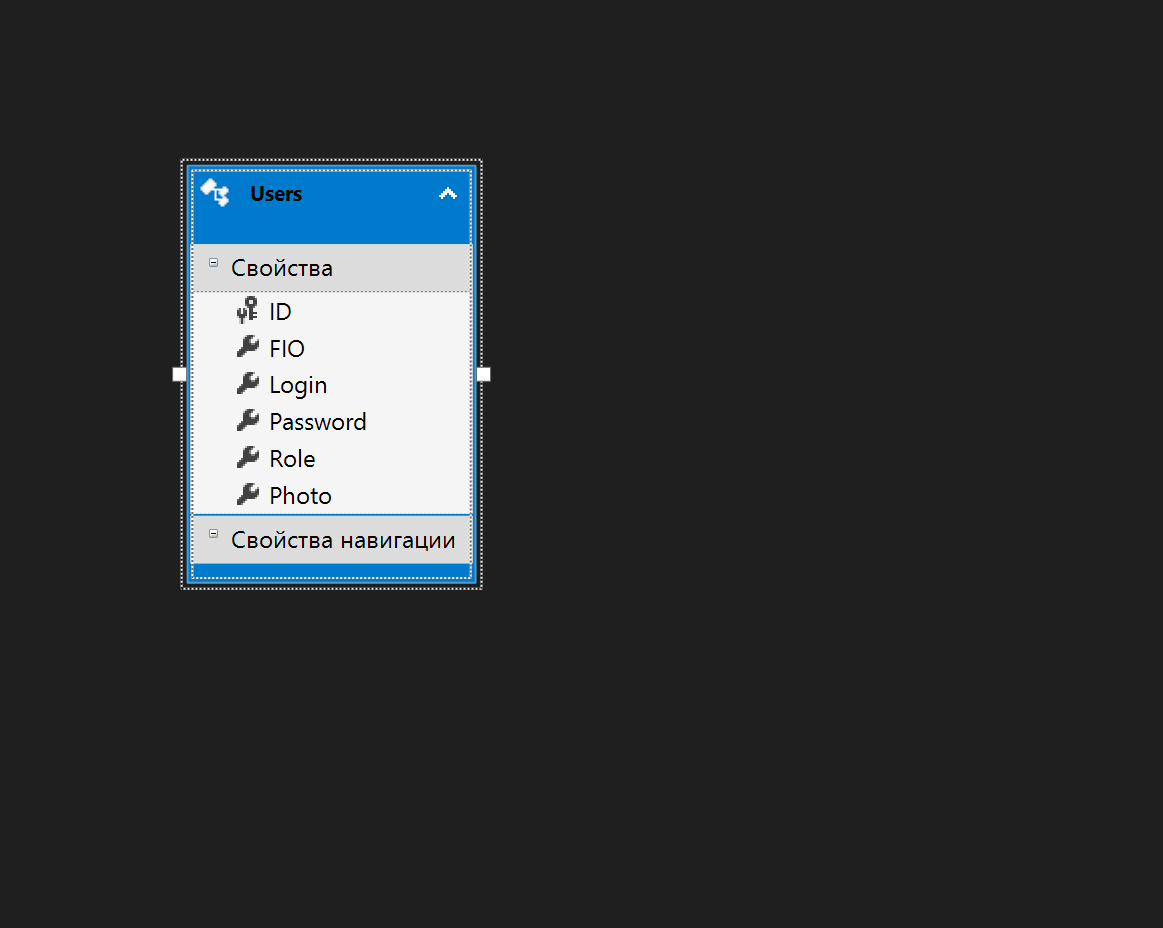 Users
Свойства
ID
FIO
Login
Password
Role
Photo
Свойства навигации